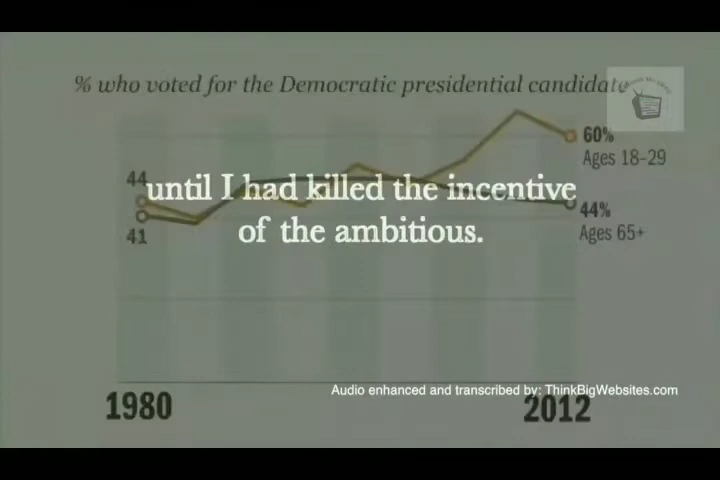 % who voted for the Democratic presidential candidate
60%
Ages 18–29
44
until I had killed the incentive
of the ambitious.
44%
41
Ages 65+
Audio enhanced and transcribed by: ThinkBigWebsites.com
1980
2012